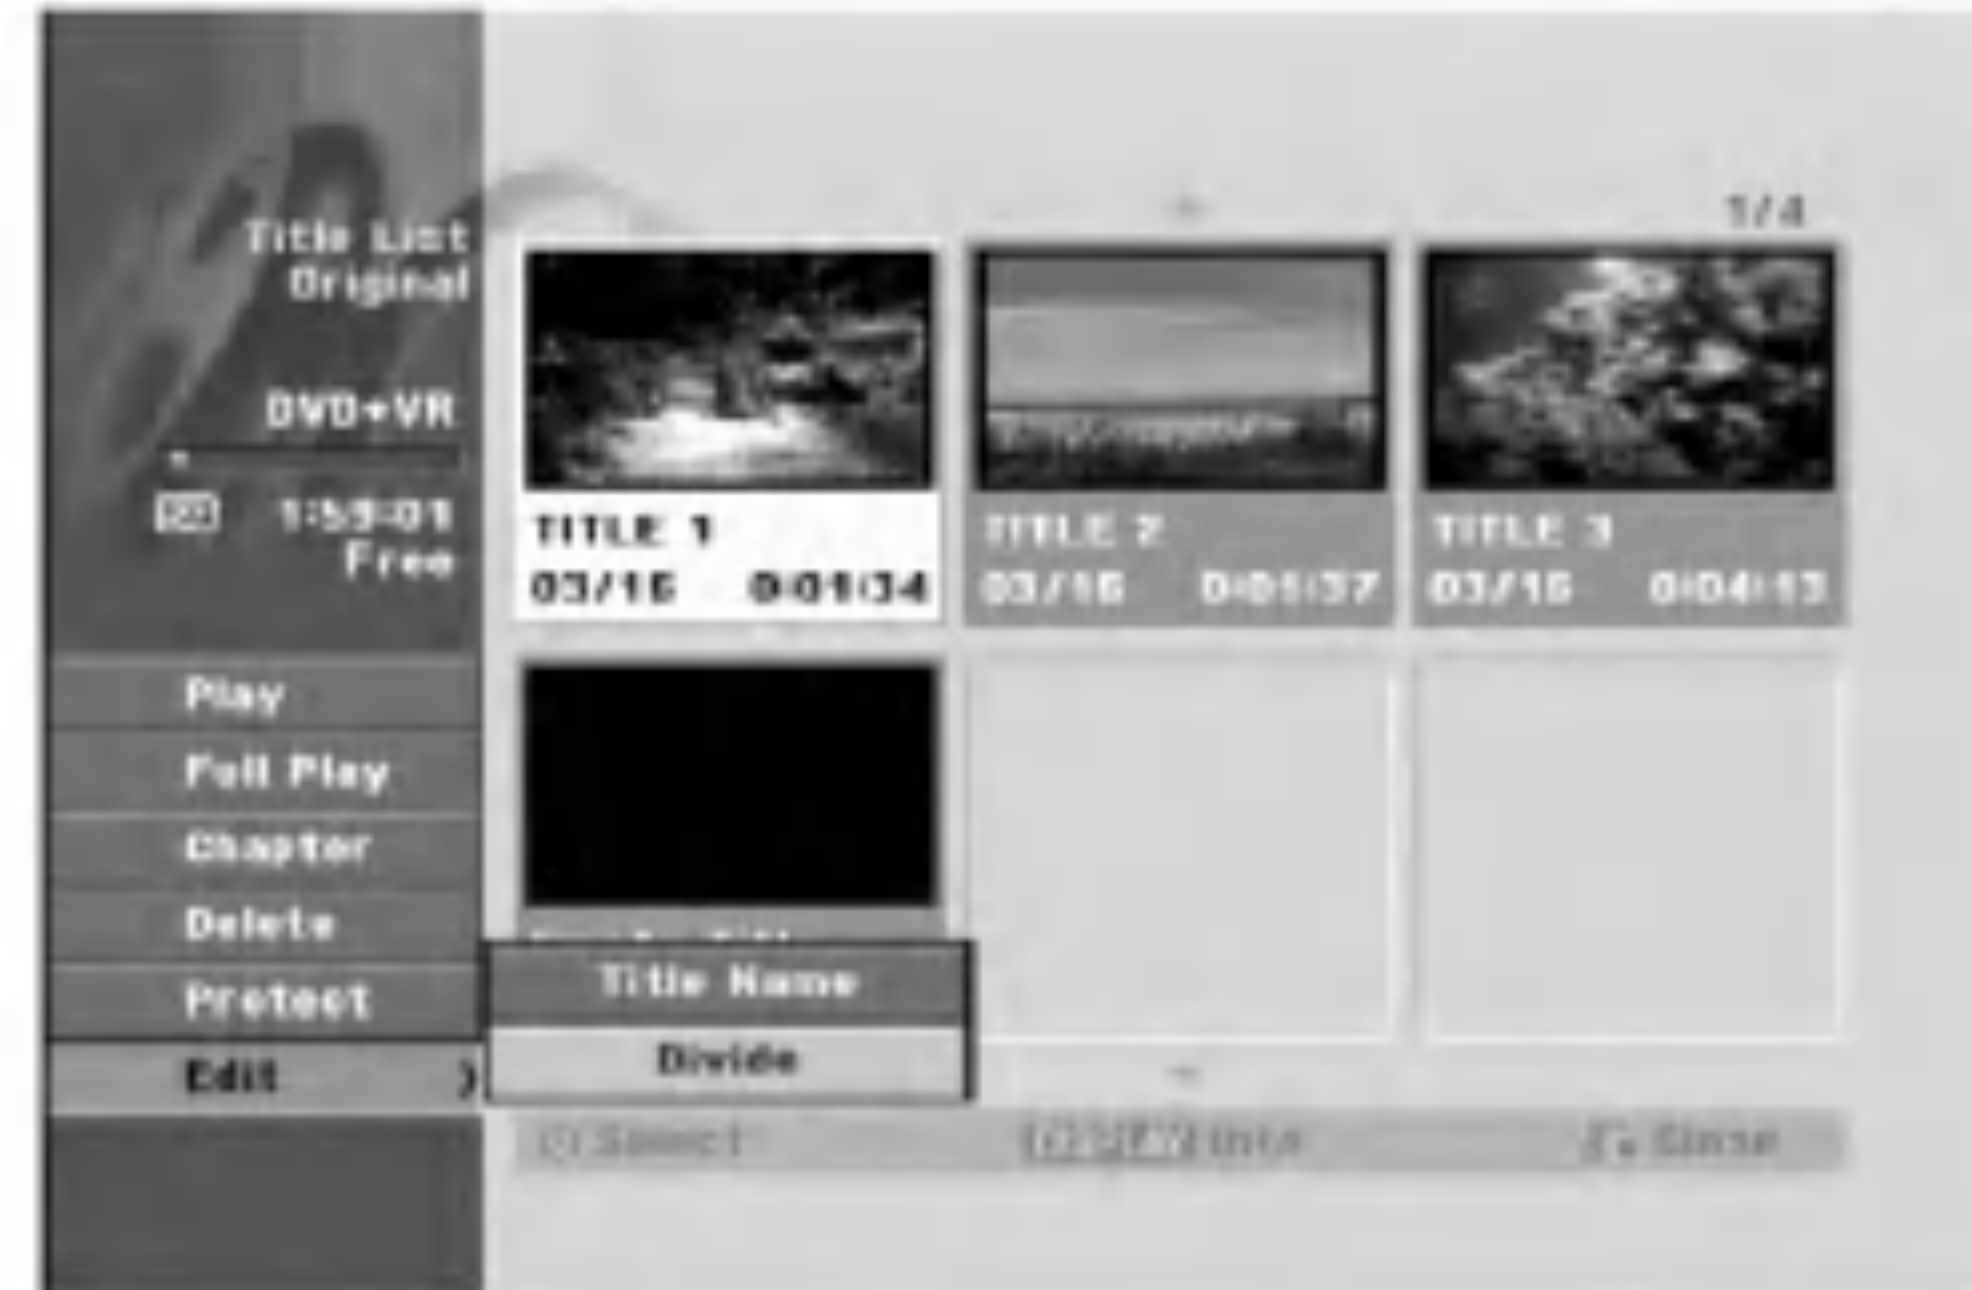 Title List
Original
DVD+VR
1:59:01
Free
Play
Full Play
Chapter
Delete
Protect
Edit
1/4
TITLE 1
03/16 0:01:34
TITLE 2
03/16 0:01:37
TITLE 3
03/16 0:04:13
Title Name
Divide
Select
Close